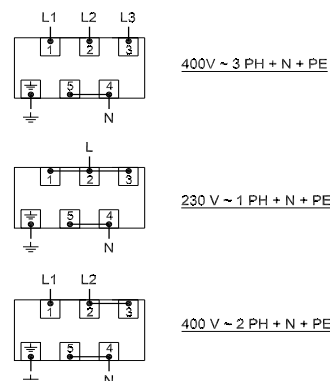 L1 L2 L3
1 2 3
400V ~ 3 PH + N + PE
5 4
N
L
1 2 3
230 V ~ 1 PH + N + PE
5 4
N
L1 L2
1 2 3
400 V ~ 2 PH + N + PE
5 4
N